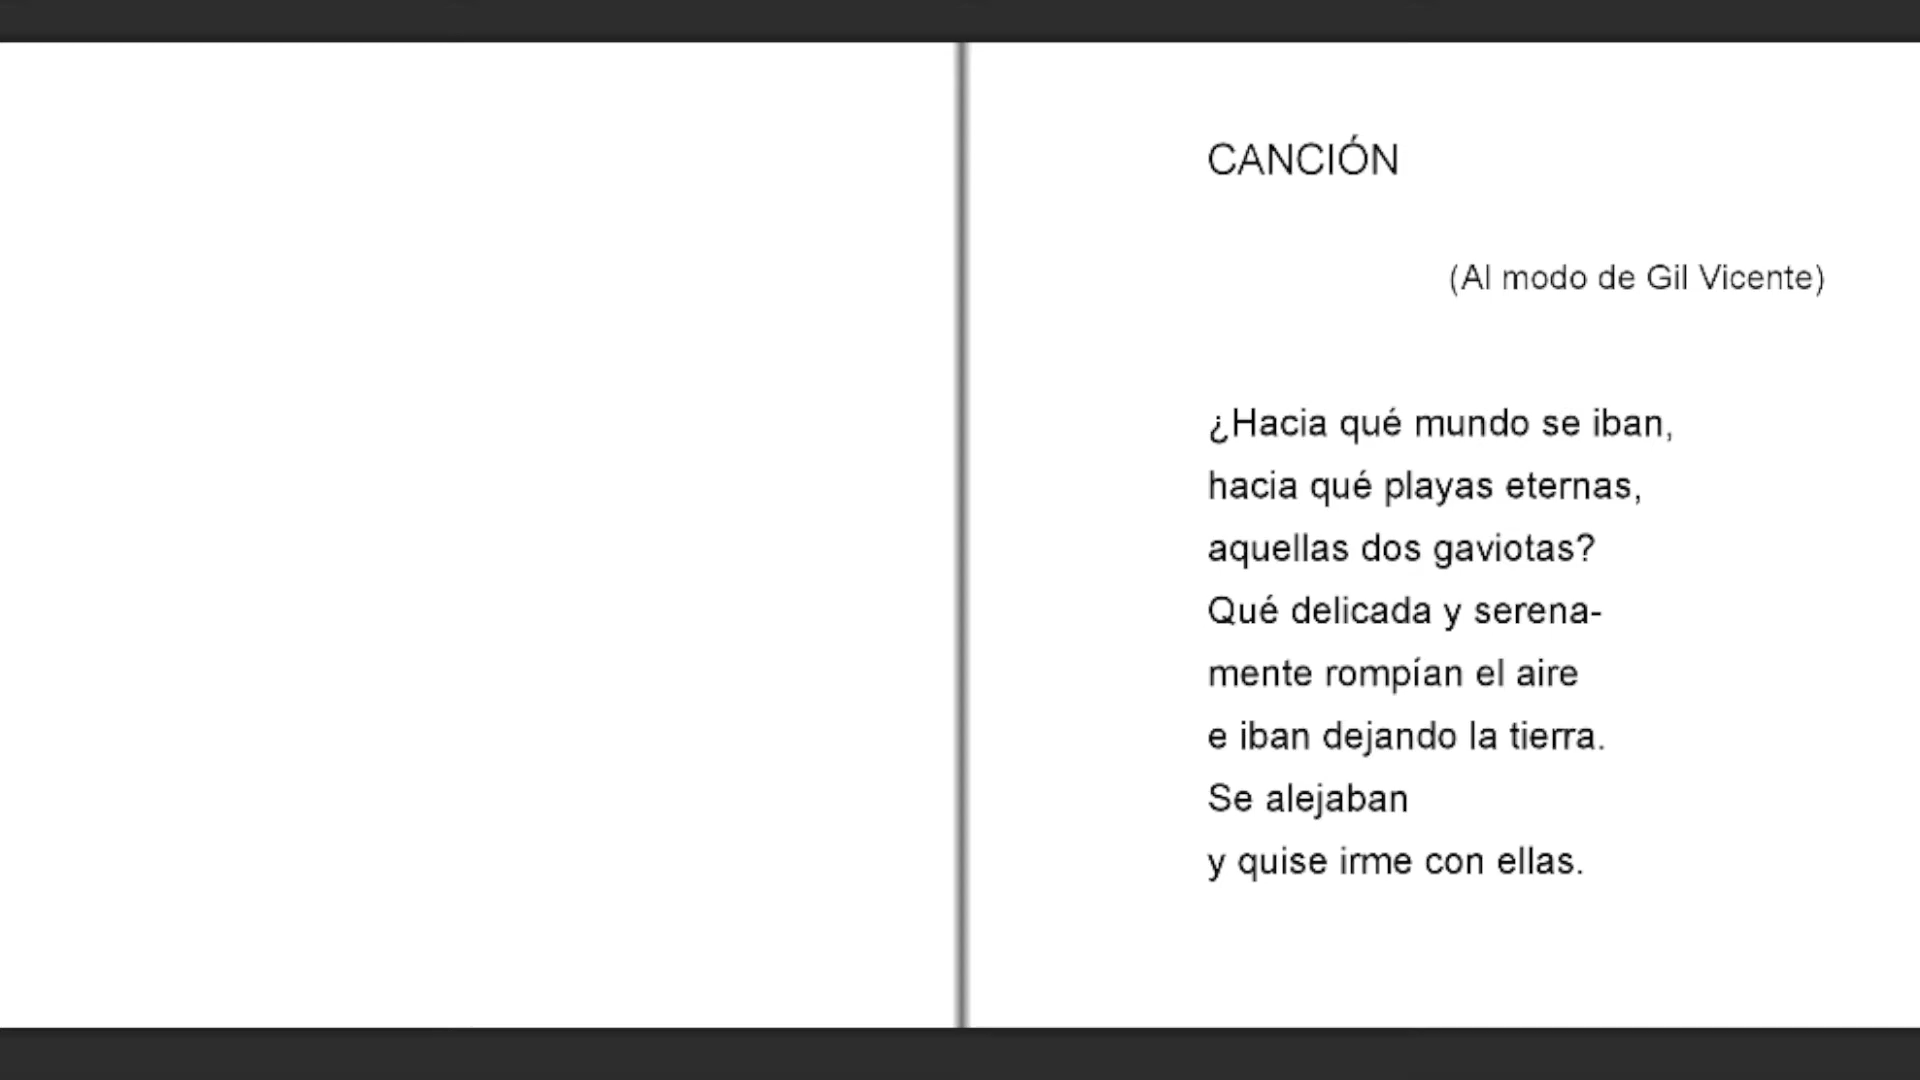 CANCIÓN
(Al modo de Gil Vicente)
¿Hacia qué mundo se iban,
hacia qué playas eternas,
aquellas dos gaviotas?
Qué delicada y serena-
mente rompían el aire
e iban dejando la tierra.
Se alejaban
y quise irme con ellas.